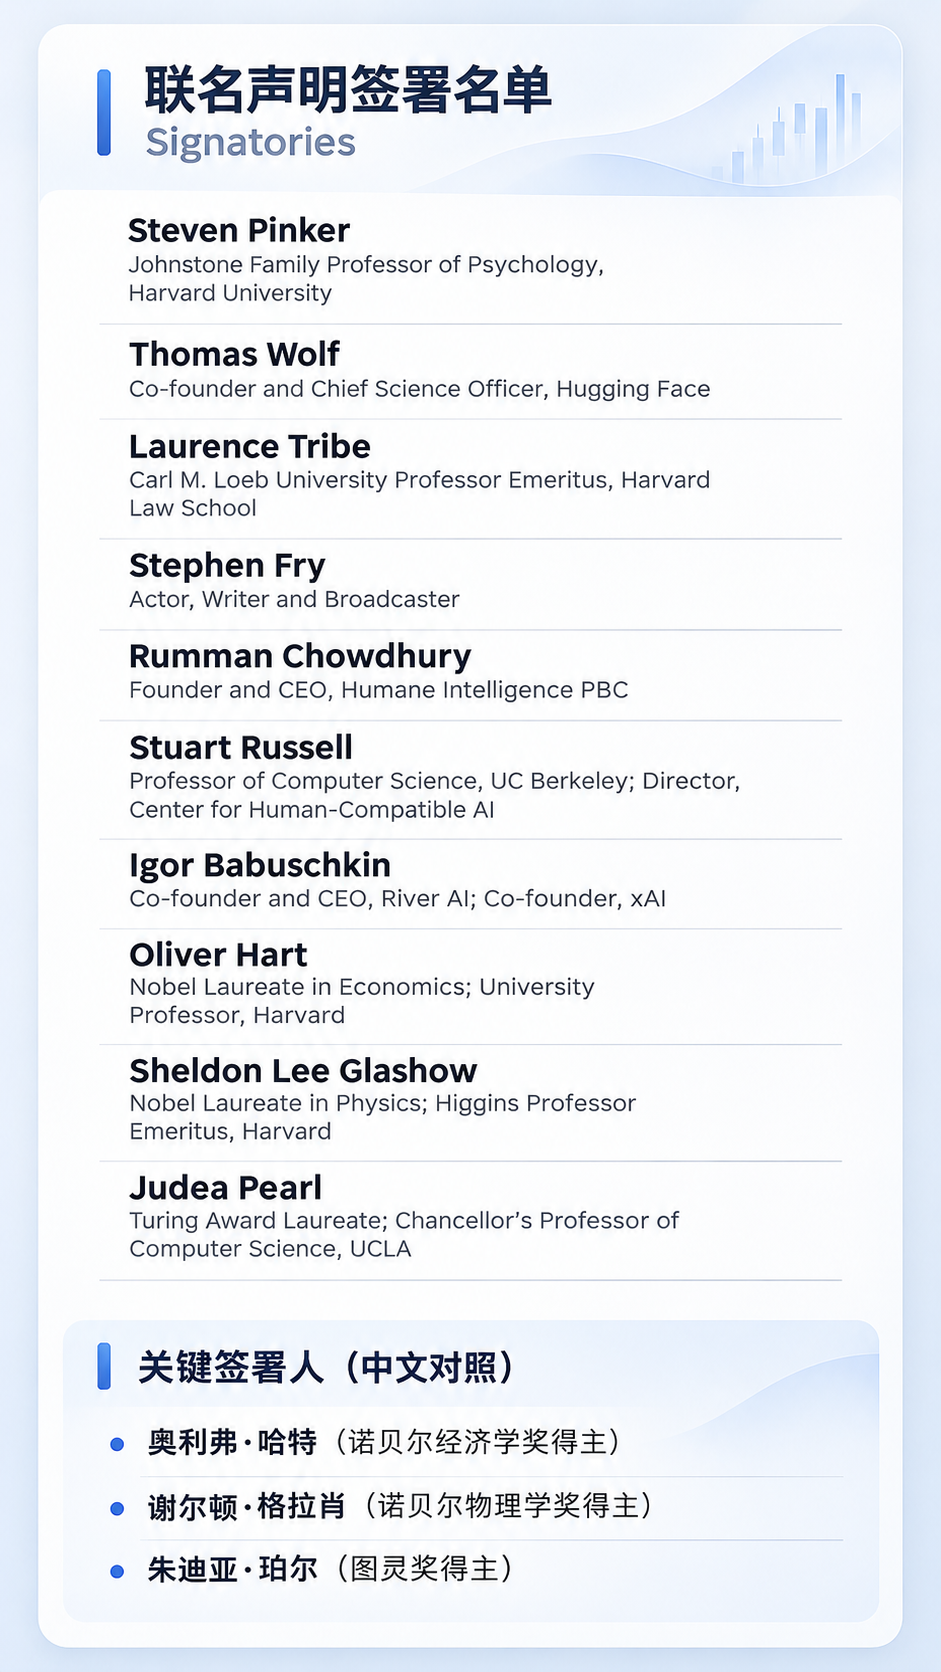 联名声明签署名单
Signatories
Steven Pinker
Johnstone Family Professor of Psychology,
Harvard University
Thomas Wolf
Co-founder and Chief Science Officer, Hugging Face
Laurence Tribe
Carl M. Loeb University Professor Emeritus, Harvard
Law School
Stephen Fry
Actor, Writer and Broadcaster
Rumman Chowdhury
Founder and CEO, Humane Intelligence PBC
Stuart Russell
Professor of Computer Science, UC Berkeley; Director,
Center for Human-Compatible AI
Igor Babuschkin
Co-founder and CEO, River AI; Co-founder, xAI
Oliver Hart
Nobel Laureate in Economics; University
Professor, Harvard
Sheldon Lee Glashow
Nobel Laureate in Physics; Higgins Professor
Emeritus, Harvard
Judea Pearl
Turing Award Laureate; Chancellor’s Professor of
Computer Science, UCLA
关键签署人（中文对照）
奥利弗·哈特（诺贝尔经济学奖得主）
谢尔顿·格拉肖（诺贝尔物理学奖得主）
朱迪亚·珀尔（图灵奖得主）